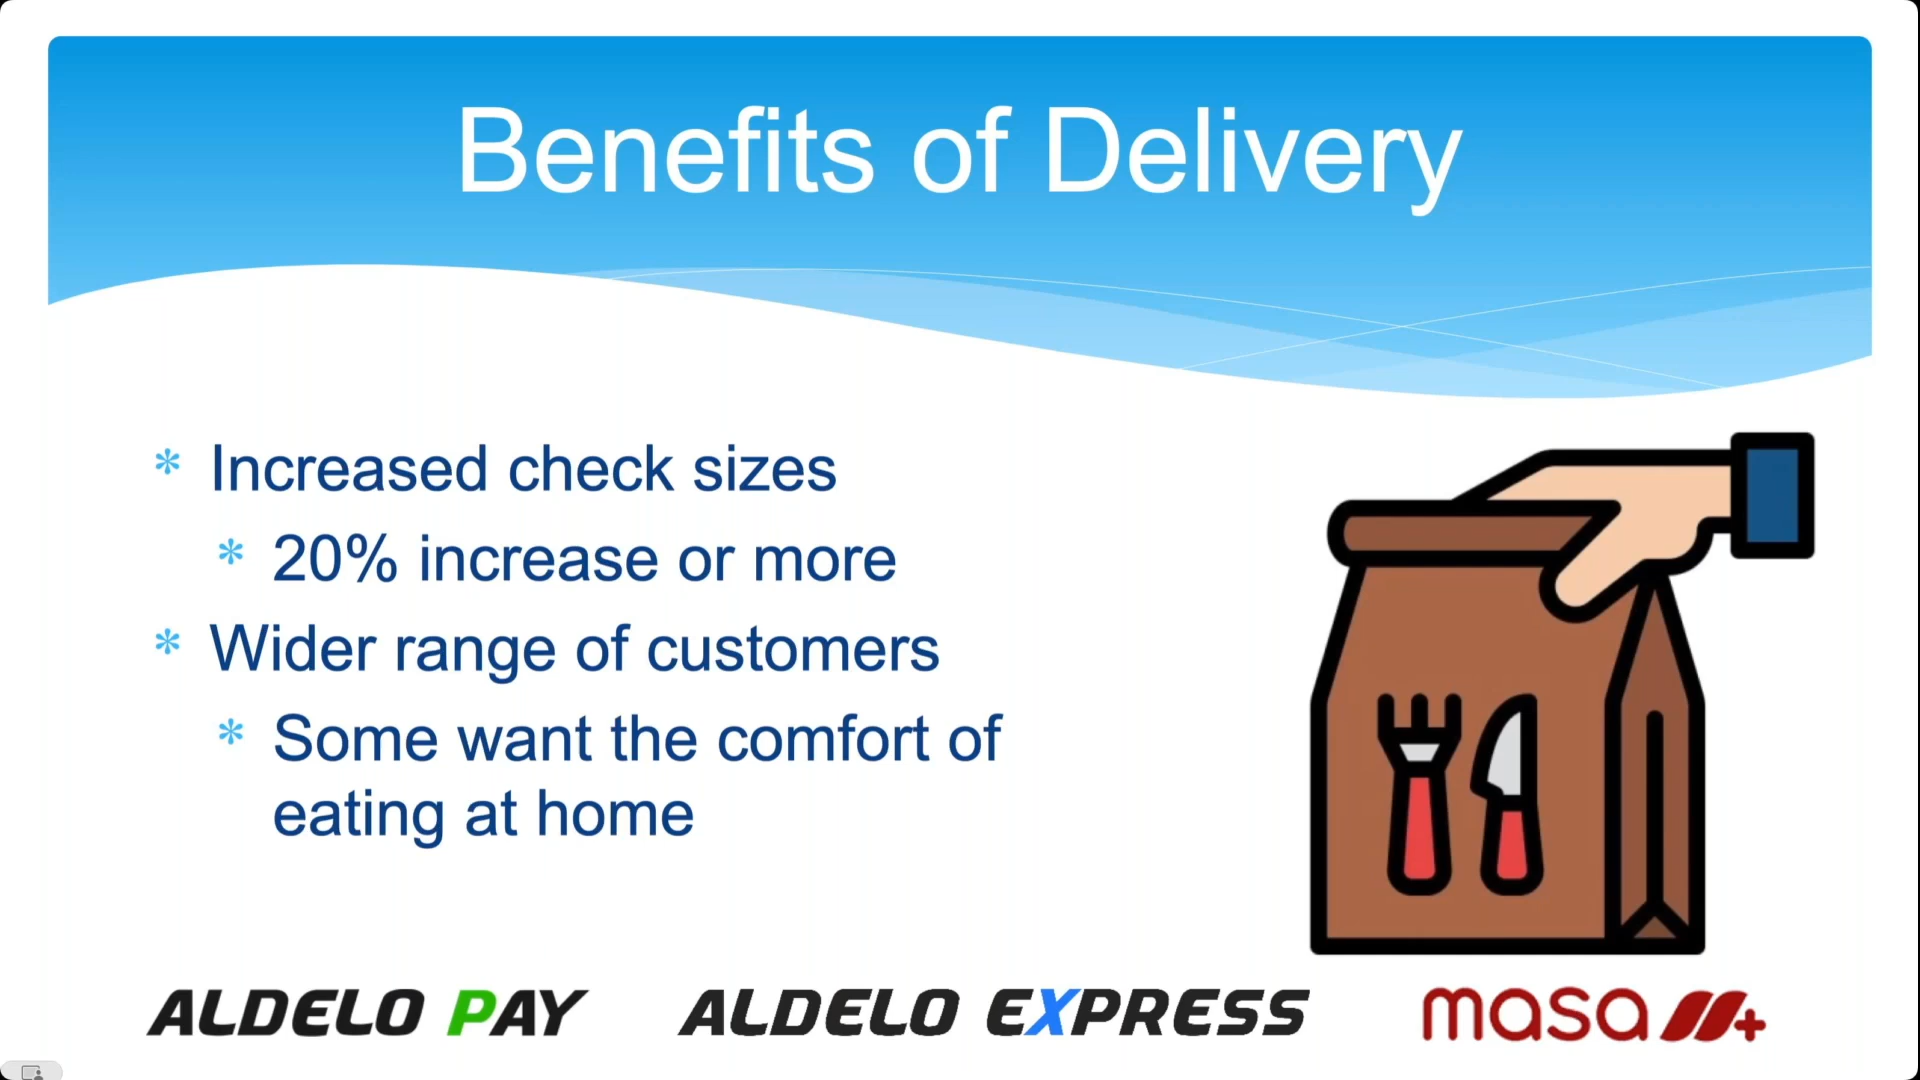 Benefits of Delivery
* Increased check sizes
* 20% increase or more
* Wider range of customers
* Some want the comfort of
eating at home
ALDELO PAY ALDELO EXPRESS masa+